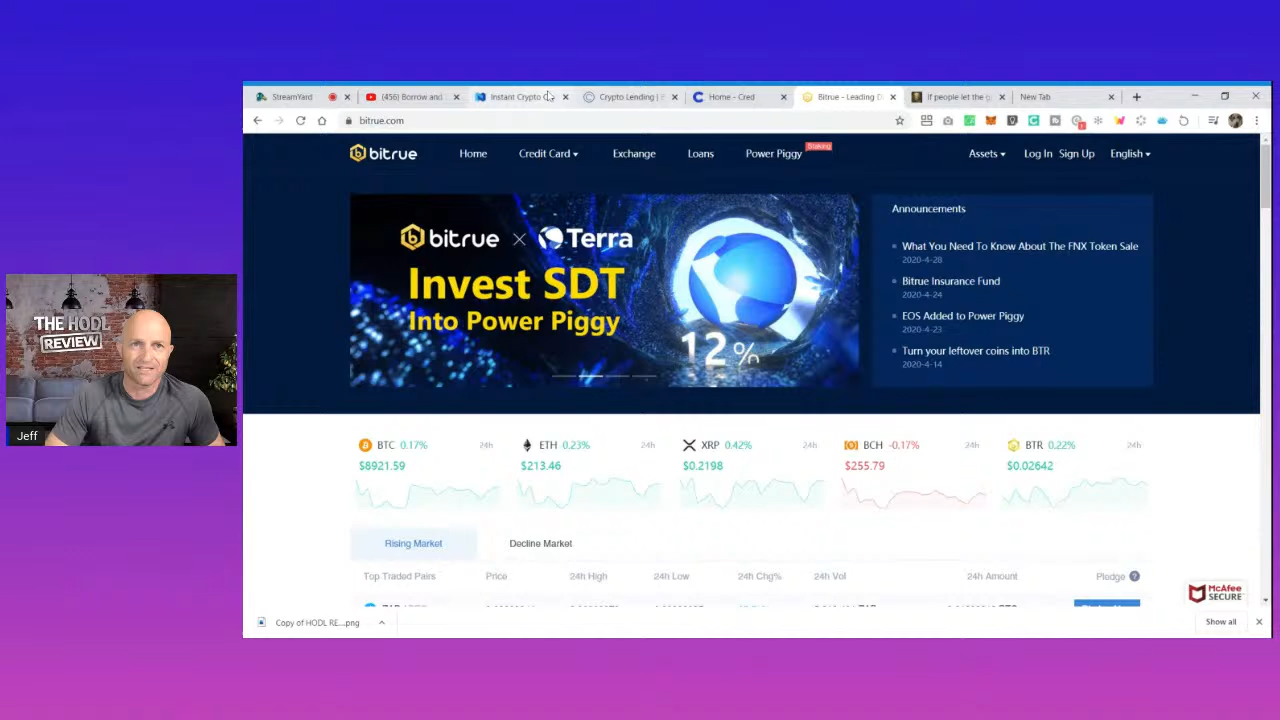 StreamYard
(456) Borrow and
Instant Crypto C
Crypto Lending |
Home - Cred
Bitrue - Leading D
If people let the g
New Tab
bitrue.com
bitrue
Home
Credit Card
Exchange
Loans
Power Piggy
Staking
Assets
Log In
Sign Up
English
bitrue × Terra
Invest SDT
Into Power Piggy
12%
Announcements
What You Need To Know About The FNX Token Sale
2020-4-28
Bitrue Insurance Fund
2020-4-24
EOS Added to Power Piggy
2020-4-23
Turn your leftover coins into BTR
2020-4-14
THE HODL
REVIEW
Jeff
BTC 0.17% 24h
$8921.59
ETH 0.23% 24h
$213.46
XRP 0.42% 24h
$0.2198
BCH -0.17% 24h
$255.79
BTR 0.22% 24h
$0.02642
Rising Market
Decline Market
Top Traded Pairs
Price
24h High
24h Low
24h Chg%
24h Vol
24h Amount
Pledge ?
McAfee
SECURE
Copy of HODL RE....png
Show all